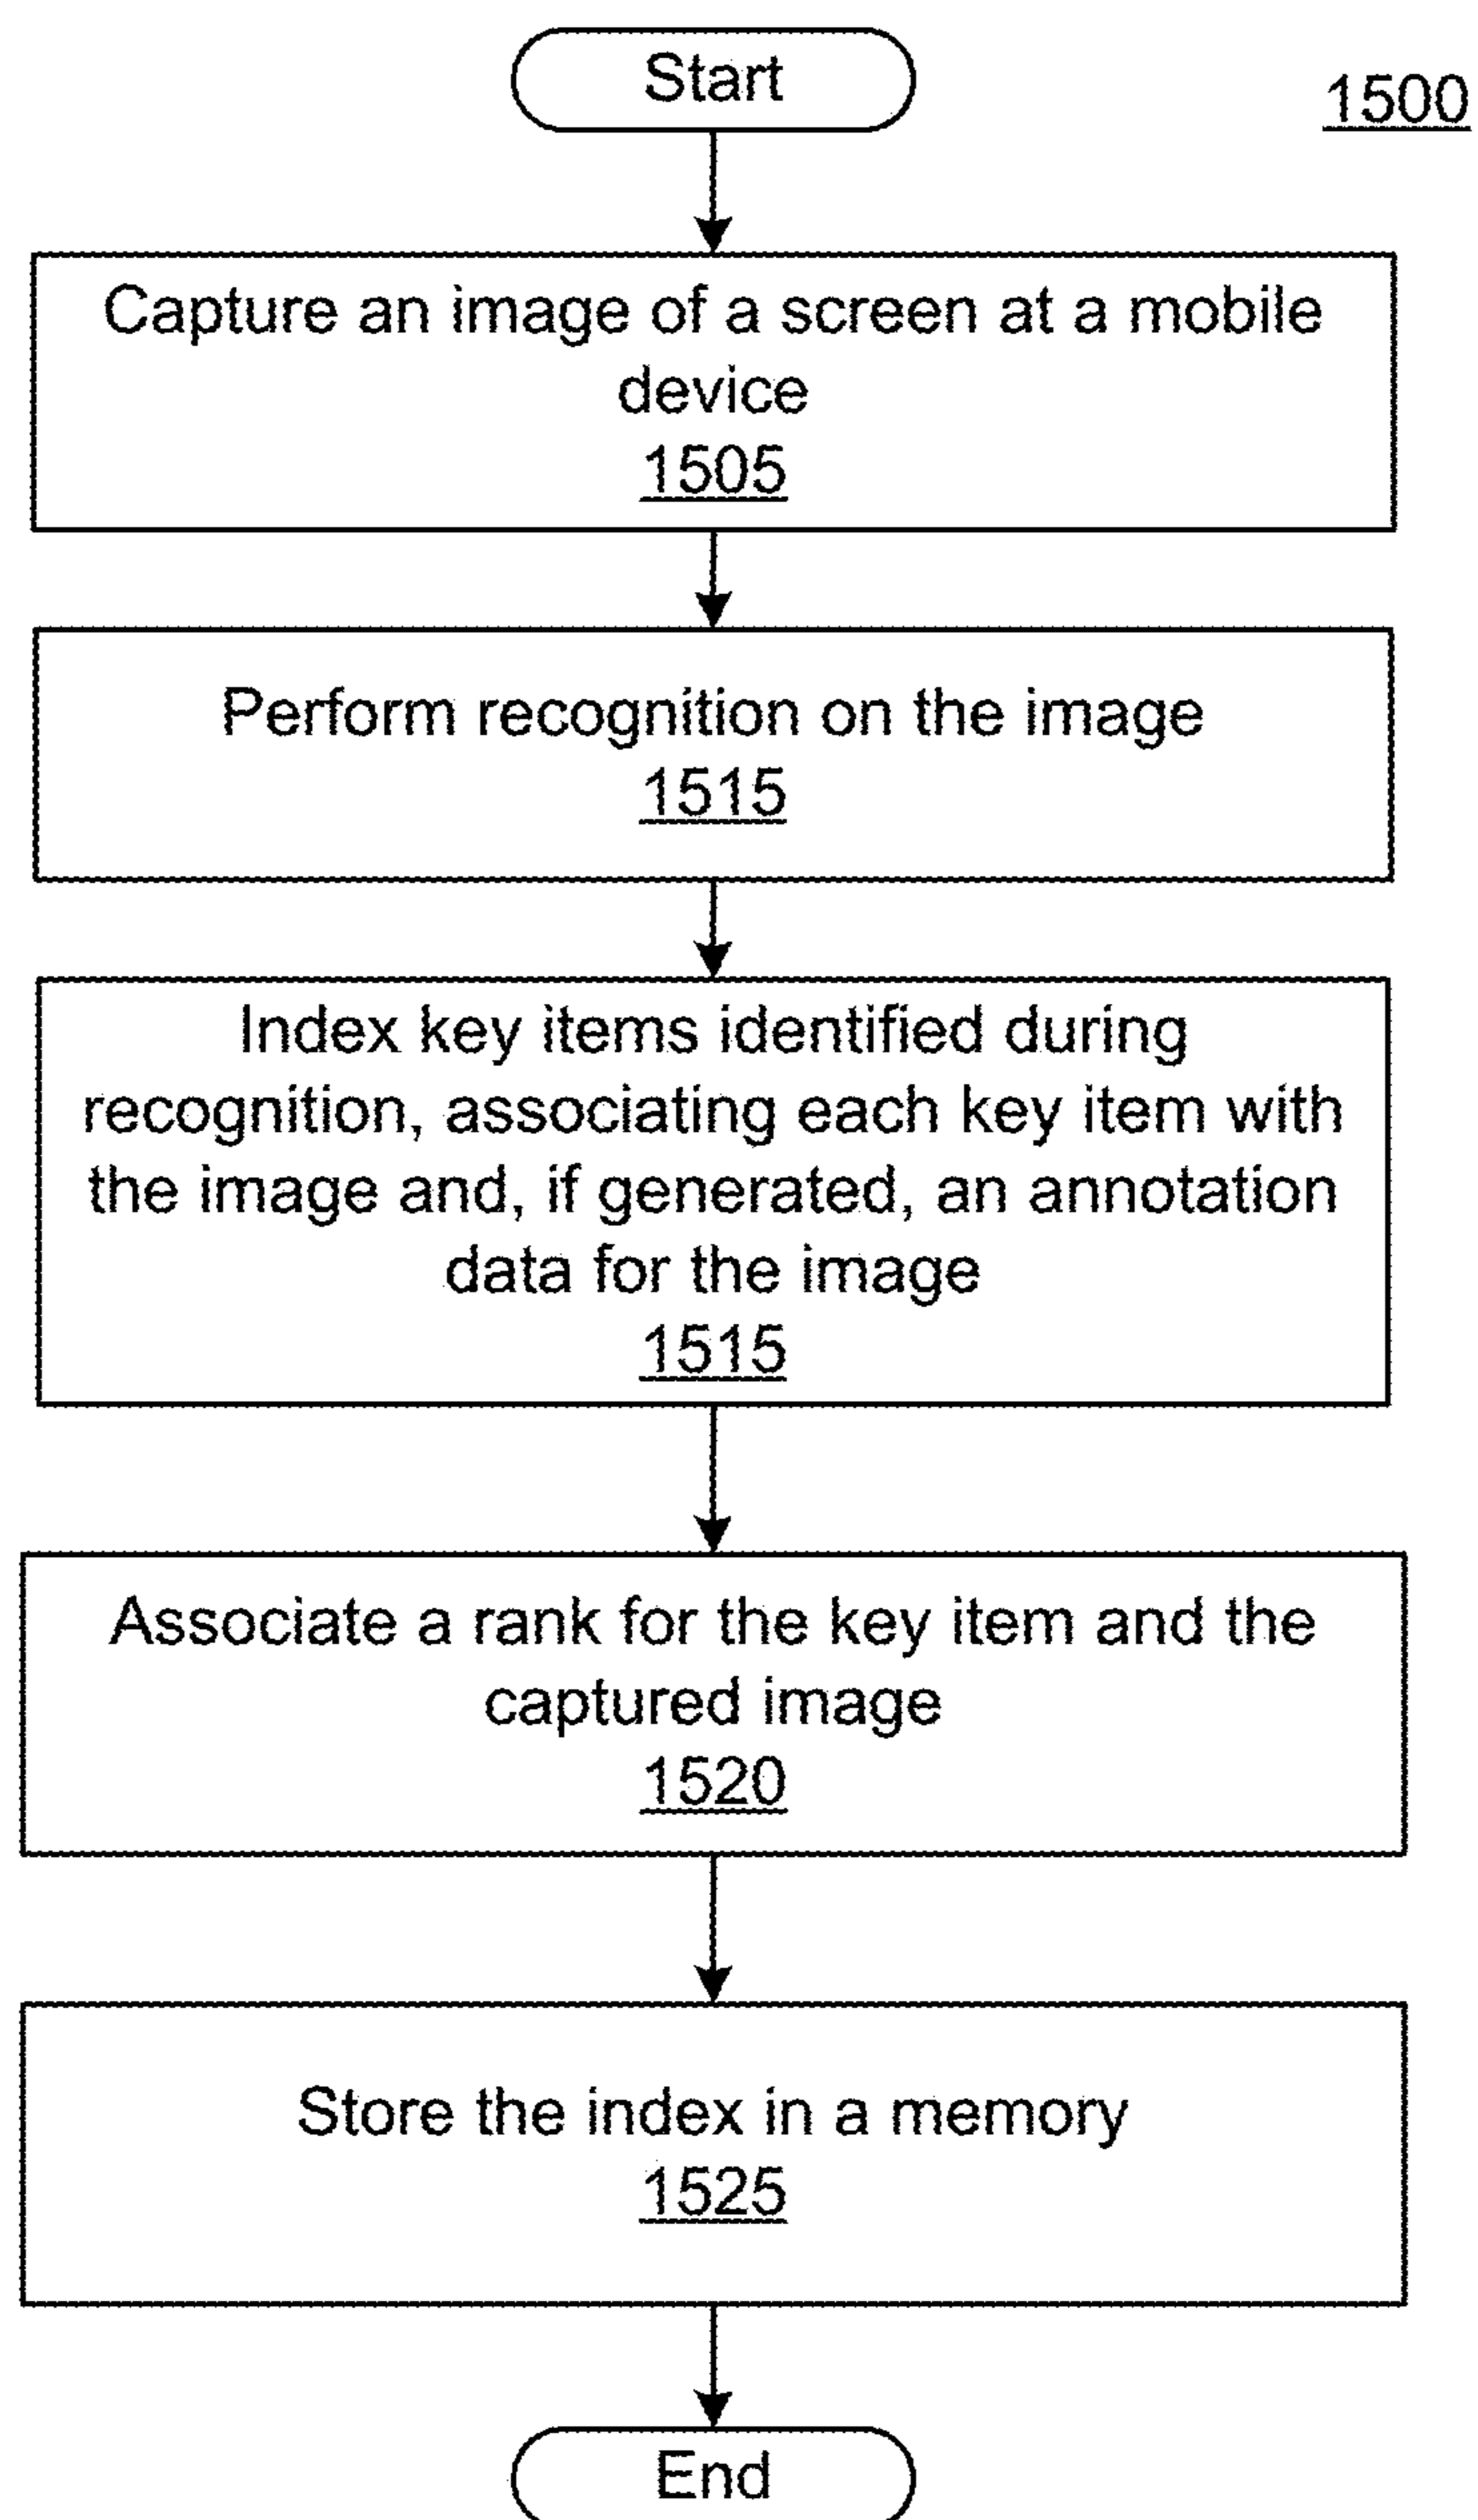 Start
1500
Capture an image of a screen at a mobile
device
1505
Perform recognition on the image
1515
Index key items identified during
recognition, associating each key item with
the image and, if generated, an annotation
data for the image
1515
Associate a rank for the key item and the
captured image
1520
Store the index in a memory
1525
End